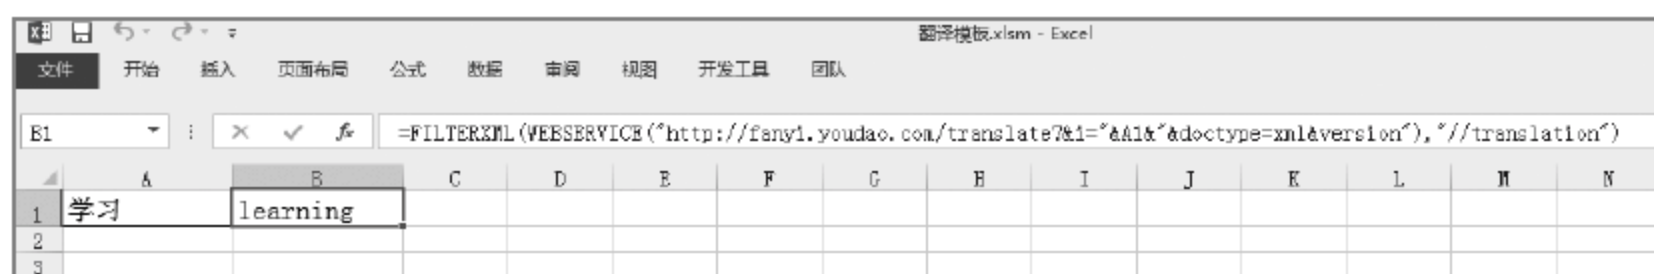 翻译模板.xlsm - Excel
文件 开始 插入 页面布局 公式 数据 审阅 视图 开发工具 团队
B1 fx =FILTERXML(WEBSERVICE("http://fanyi.youdao.com/translate?&i="&A1&"&doctype=xml&version"),"//translation")
A B C D E F G H I J K L M N
1 学习 learning
2
3